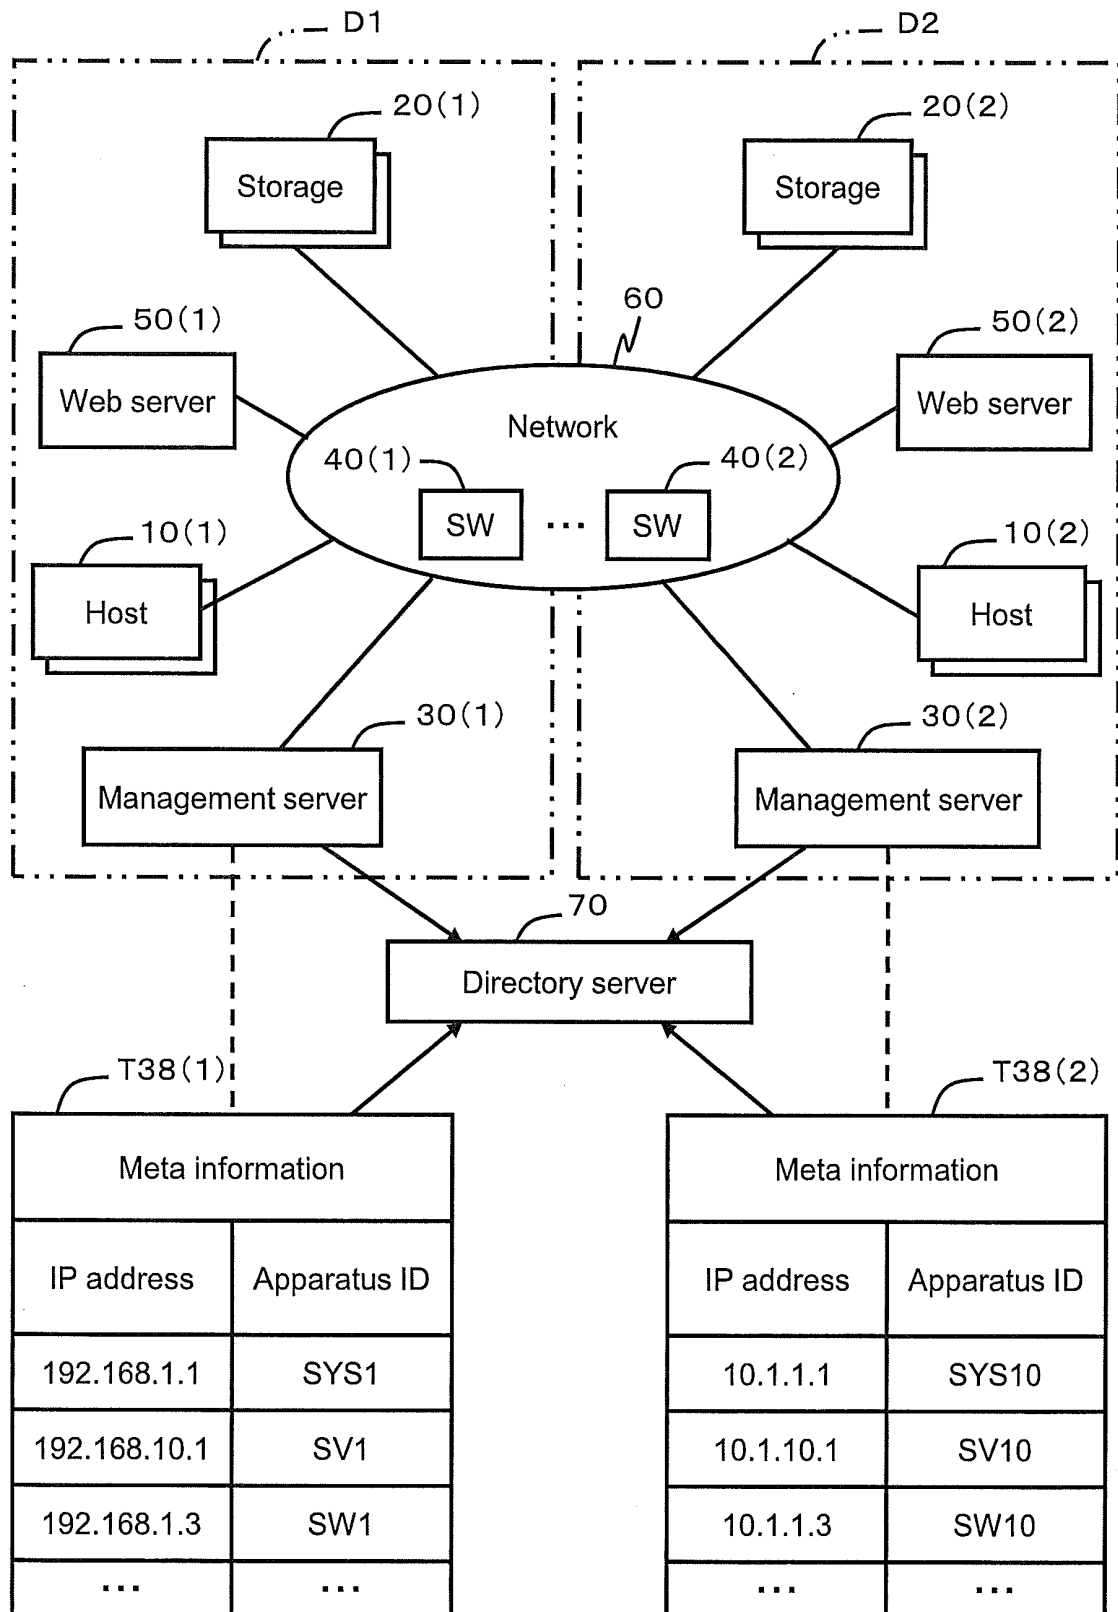 D1 D2
20(1) 20(2)
Storage Storage
60
50(1) 50(2)
Web server Web server
Network
40(1) 40(2)
SW ... SW
10(1) 10(2)
Host Host
30(1) 30(2)
Management server Management server
70
Directory server
T38(1) T38(2)
Meta information Meta information
IP address Apparatus ID IP address Apparatus ID
192.168.1.1 SYS1 10.1.1.1 SYS10
192.168.10.1 SV1 10.1.10.1 SV10
192.168.1.3 SW1 10.1.1.3 SW10
... ... ... ...